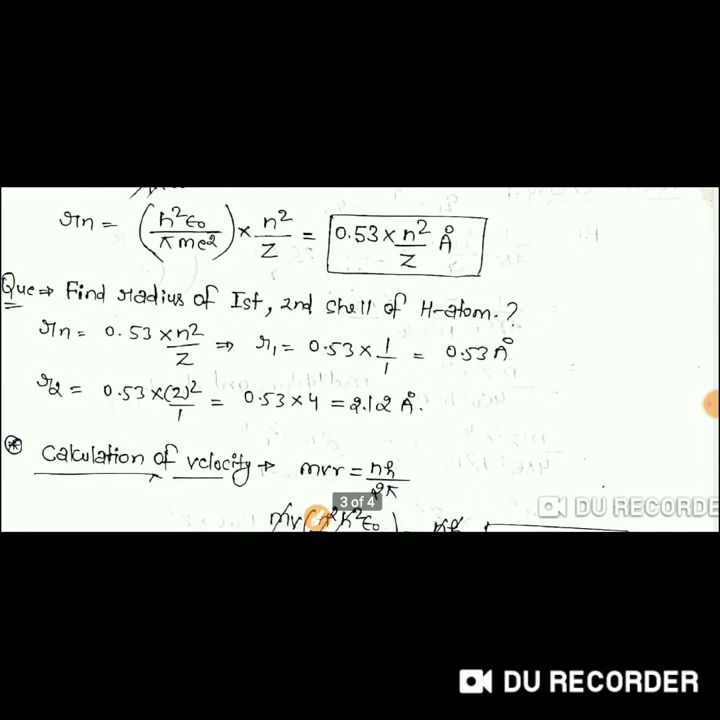 rn = (h²ε₀/πme²) × n²/Z = 0.53 × n²/Z Å
Que → Find radius of Ist, 2nd shell of H-atom.?
rn = 0.53 × n²/Z ⇒ r₁ = 0.53 × 1/1 = 0.53 Å
r₂ = 0.53 × (2)²/1 = 0.53 × 4 = 2.12 Å.
* Calculation of velocity → mvr = nh/2π
3 of 4
DU RECORDE
DU RECORDER